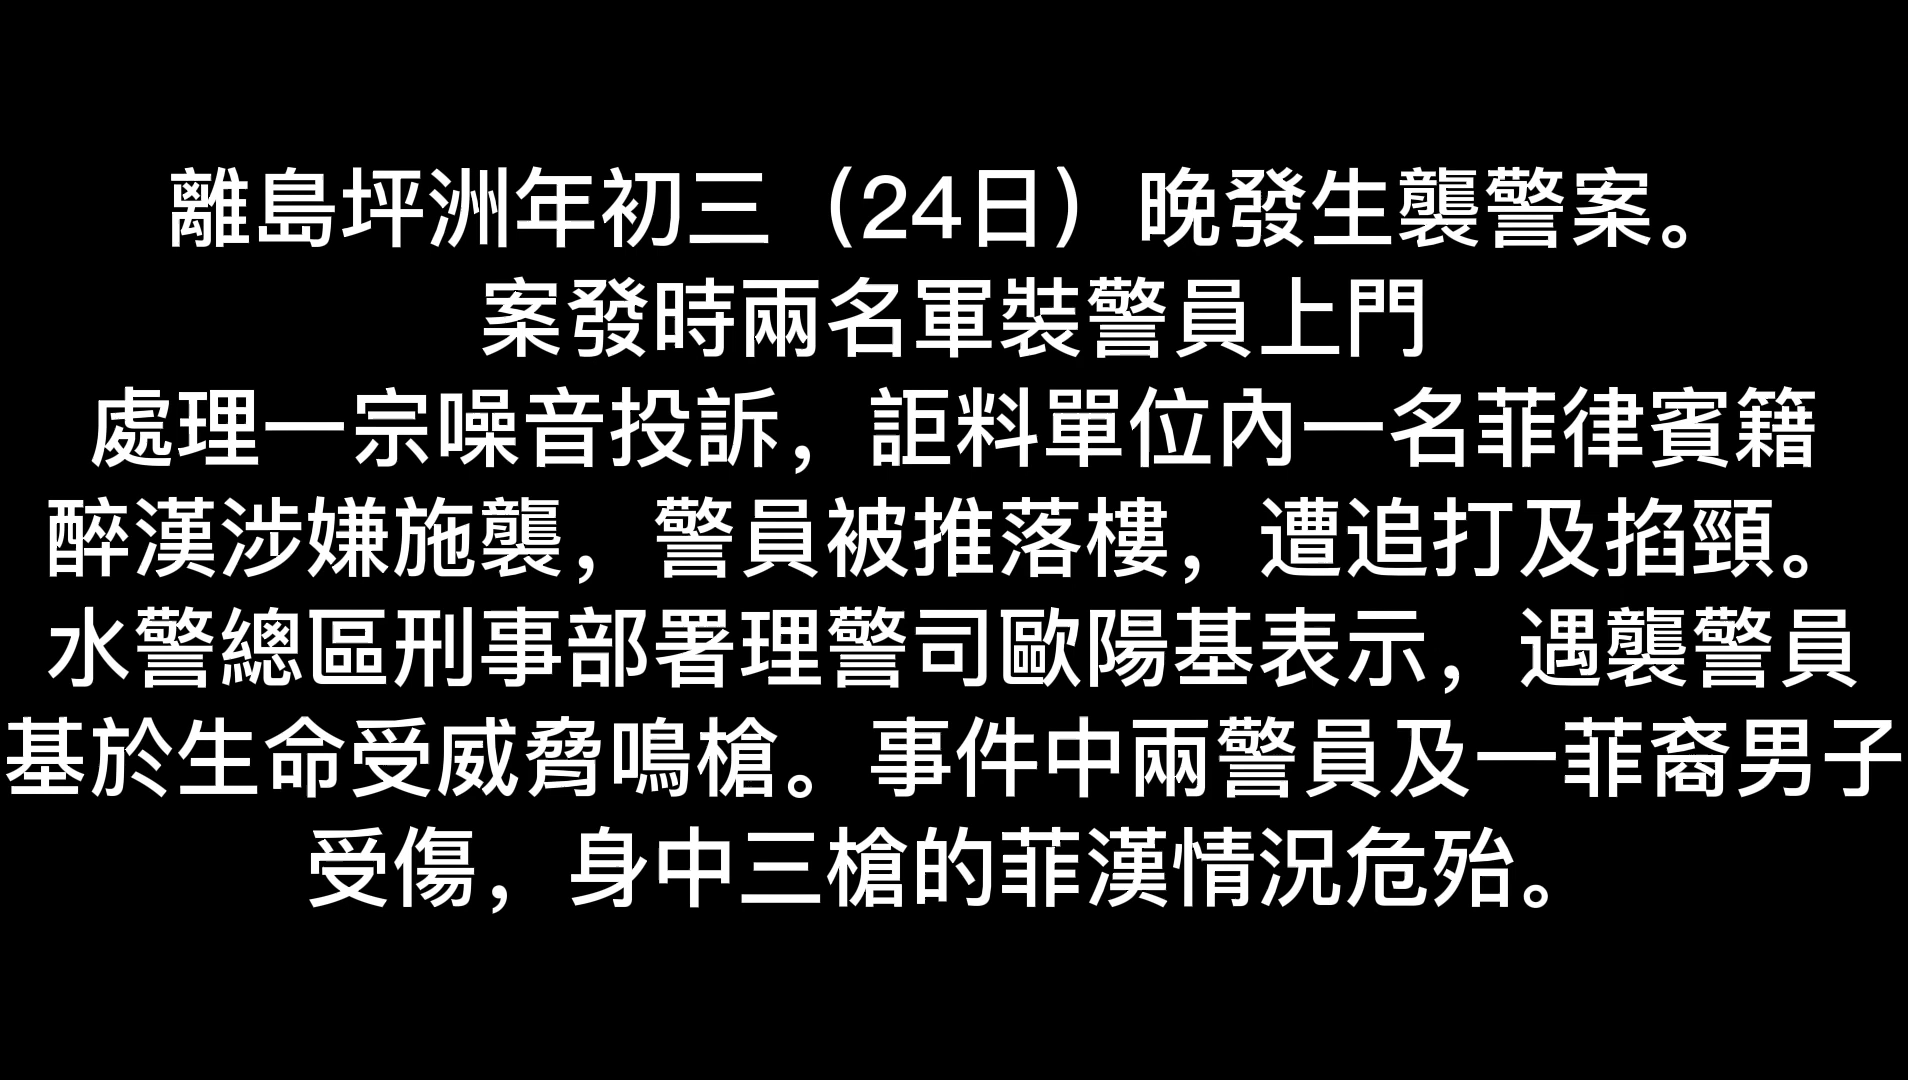 離島坪洲年初三（24日）晚發生襲警案。
案發時兩名軍裝警員上門
處理一宗噪音投訴，詎料單位內一名菲律賓籍
醉漢涉嫌施襲，警員被推落樓，遭追打及掐頸。
水警總區刑事部署理警司歐陽基表示，遇襲警員
基於生命受威脅鳴槍。事件中兩警員及一菲裔男子
受傷，身中三槍的菲漢情況危殆。